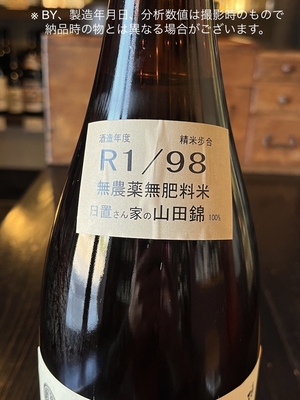 ※ BY、製造年月日、分析数値は撮影時のもので
納品時の物とは異なる場合がございます。
酒造年度 精米歩合
R1/98
無農薬無肥料米
日置さん家の山田錦100%